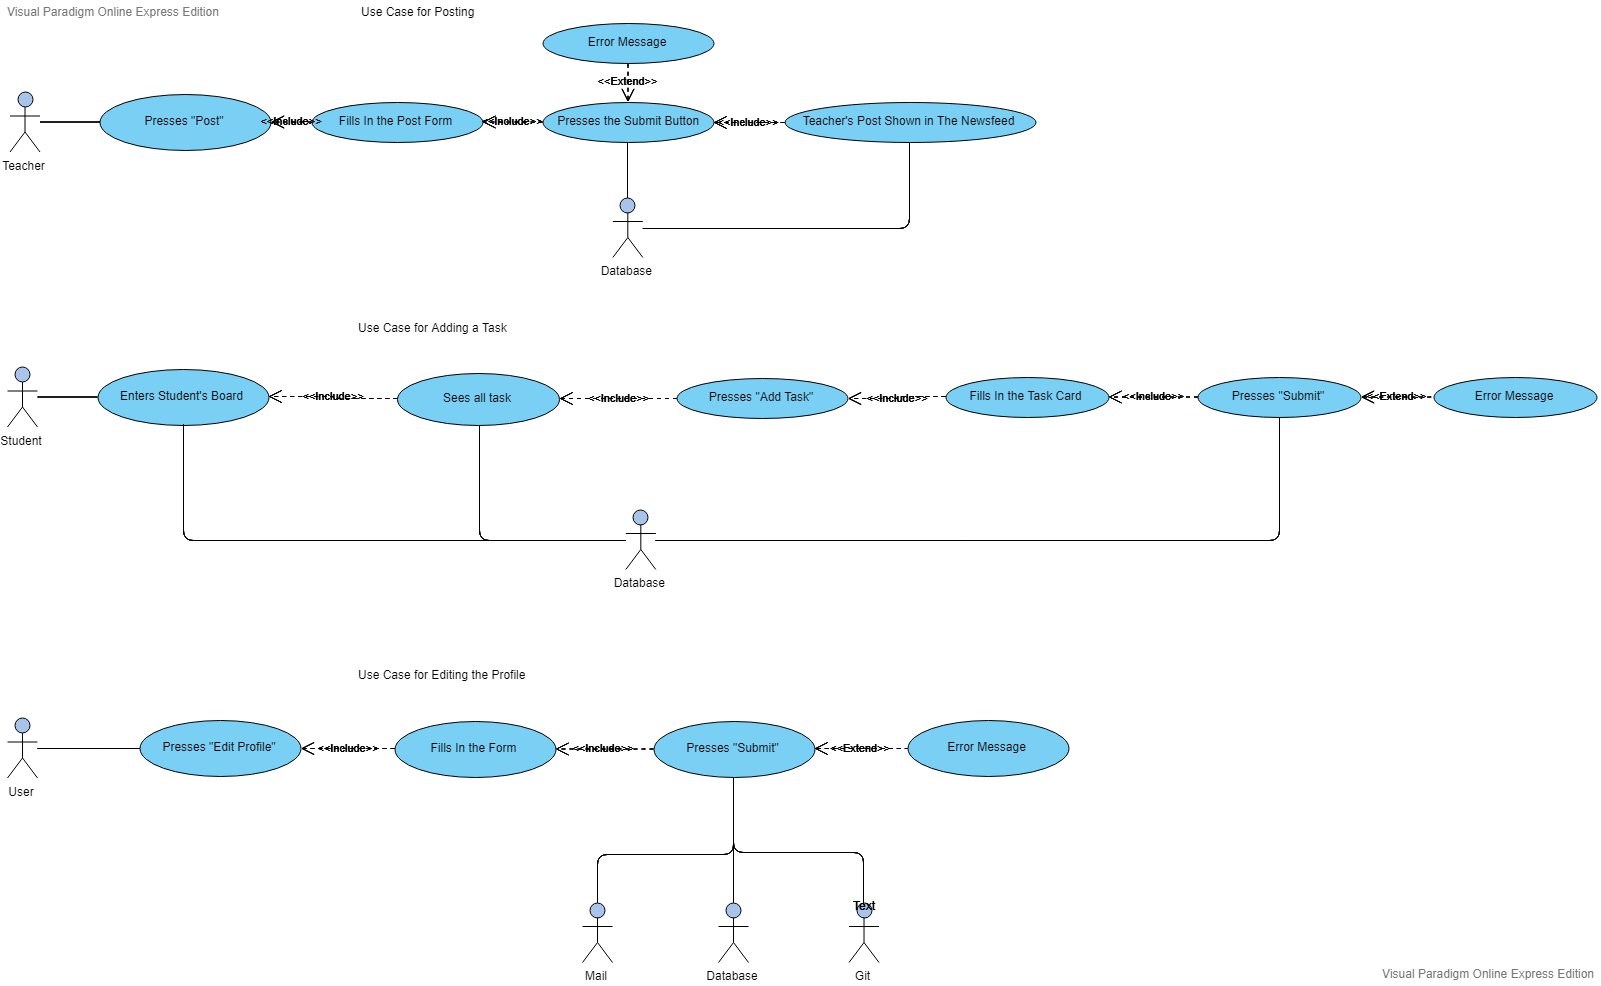 Visual Paradigm Online Express Edition
Use Case for Posting
Error Message
<<Extend>>
Teacher
Presses "Post"
<<Include>>
Fills In the Post Form
<<Include>>
Presses the Submit Button
<<Include>>
Teacher's Post Shown in The Newsfeed
Database
Use Case for Adding a Task
Student
Enters Student's Board
<<Include>>
Sees all task
<<Include>>
Presses "Add Task"
<<Include>>
Fills In the Task Card
<<Include>>
Presses "Submit"
<<Extend>>
Error Message
Database
Use Case for Editing the Profile
User
Presses "Edit Profile"
<<Include>>
Fills In the Form
<<Include>>
Presses "Submit"
<<Extend>>
Error Message
Text
Mail
Database
Git
Visual Paradigm Online Express Edition